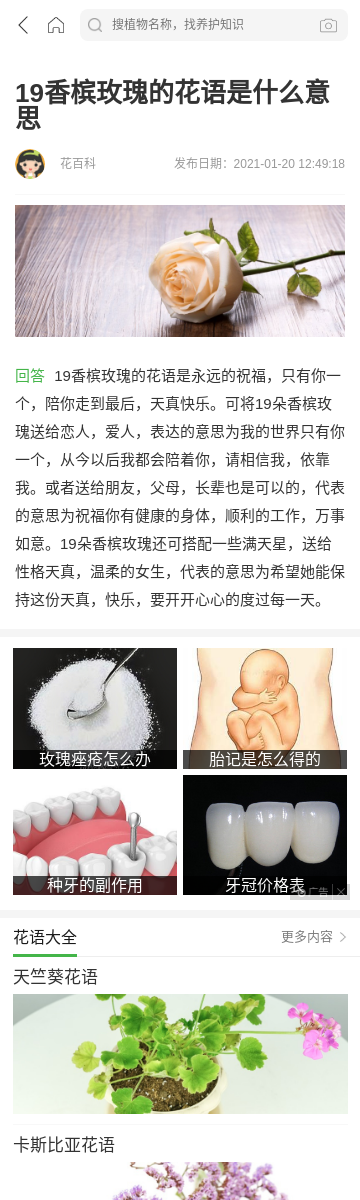 搜植物名称，找养护知识
19香槟玫瑰的花语是什么意
思
花百科
发布日期：2021-01-20 12:49:18
回答 19香槟玫瑰的花语是永远的祝福，只有你一
个，陪你走到最后，天真快乐。可将19朵香槟玫
瑰送给恋人，爱人，表达的意思为我的世界只有你
一个，从今以后我都会陪着你，请相信我，依靠
我。或者送给朋友，父母，长辈也是可以的，代表
的意思为祝福你有健康的身体，顺利的工作，万事
如意。19朵香槟玫瑰还可搭配一些满天星，送给
性格天真，温柔的女生，代表的意思为希望她能保
持这份天真，快乐，要开开心心的度过每一天。
玫瑰痤疮怎么办
胎记是怎么得的
种牙的副作用
牙冠价格表
广告
花语大全
更多内容
天竺葵花语
卡斯比亚花语